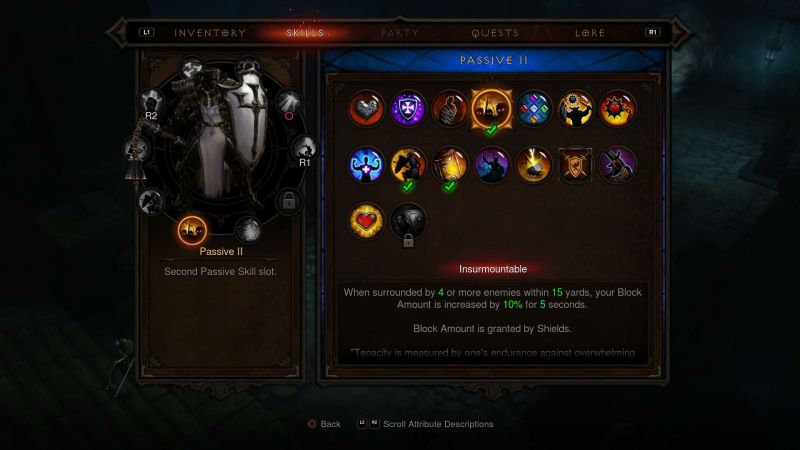 L1 INVENTORY SKILLS PARTY QUESTS LORE R1
PASSIVE II
R2
R1
Passive II
Second Passive Skill slot.
Insurmountable
When surrounded by 4 or more enemies within 15 yards, your Block
Amount is increased by 10% for 5 seconds.
Block Amount is granted by Shields.
"Tenacity is measured by one's endurance against overwhelming
Back L2 R2 Scroll Attribute Descriptions